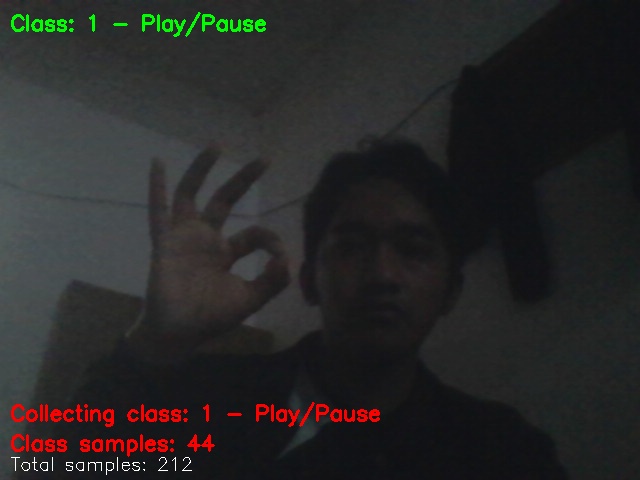 Class: 1 - Play/Pause
Collecting class: 1 - Play/Pause
Class samples: 44
Total samples: 212